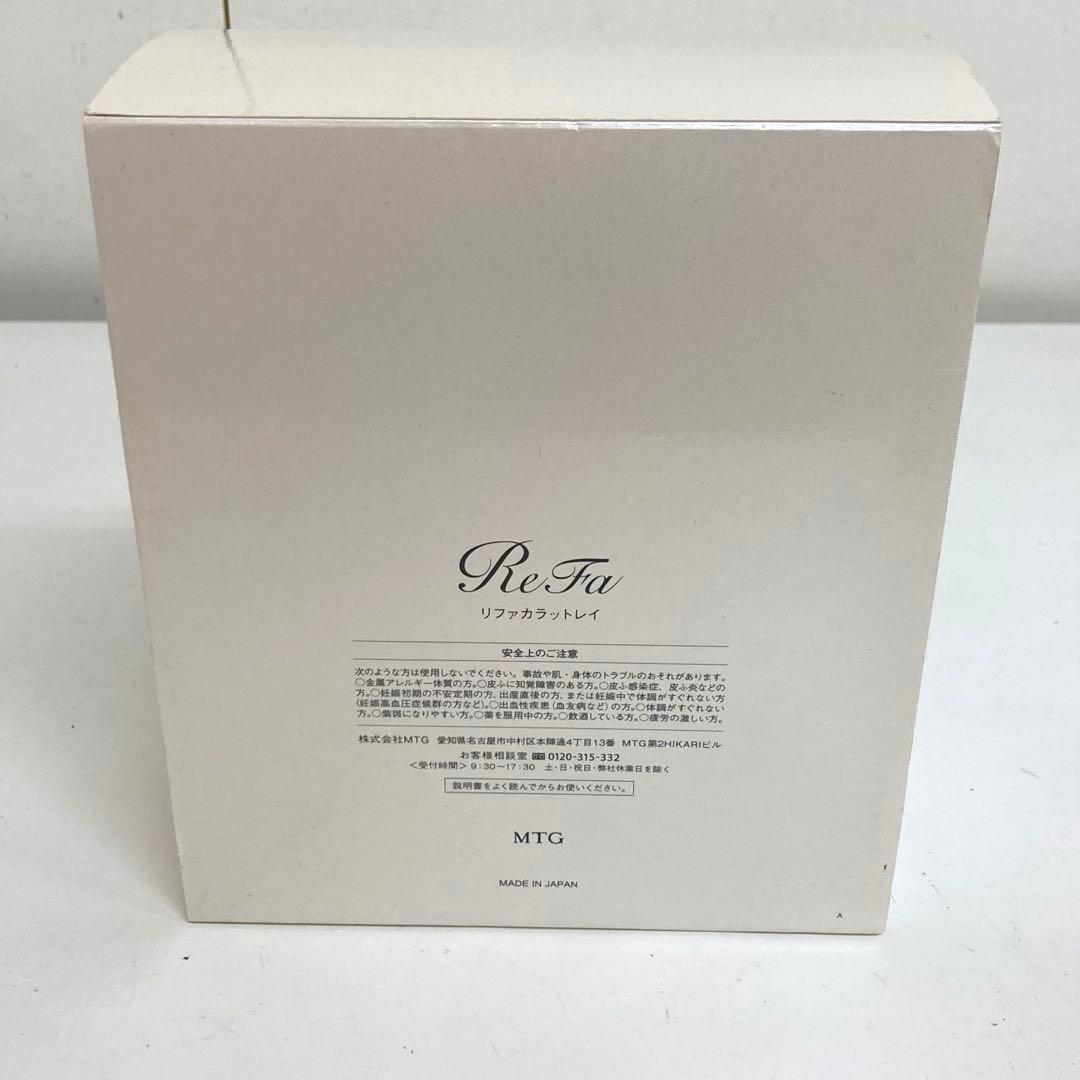 ReFa
リファカラットレイ
安全上のご注意
次のような方は使用しないでください。事故や肌・身体のトラブルのおそれがあります。
○金属アレルギー体質の方。○皮ふに知覚障害のある方。○皮ふ感染症、皮ふ炎などの
方。○妊娠初期の不安定期の方、出産直後の方、または妊娠中で体調がすぐれない方
(妊娠高血圧症候群の方など)。○出血性疾患(血友病など)の方。○体調がすぐれない
方。○紫斑になりやすい方。○薬を服用中の方。○飲酒している方。○疲労の激しい方。
株式会社MTG 愛知県名古屋市中村区本陣通4丁目13番 MTG第2HIKARIビル
お客様相談室 0120-315-332
<受付時間> 9:30〜17:30 土・日・祝日・弊社休業日を除く
説明書をよく読んでからお使いください。
MTG
MADE IN JAPAN
A